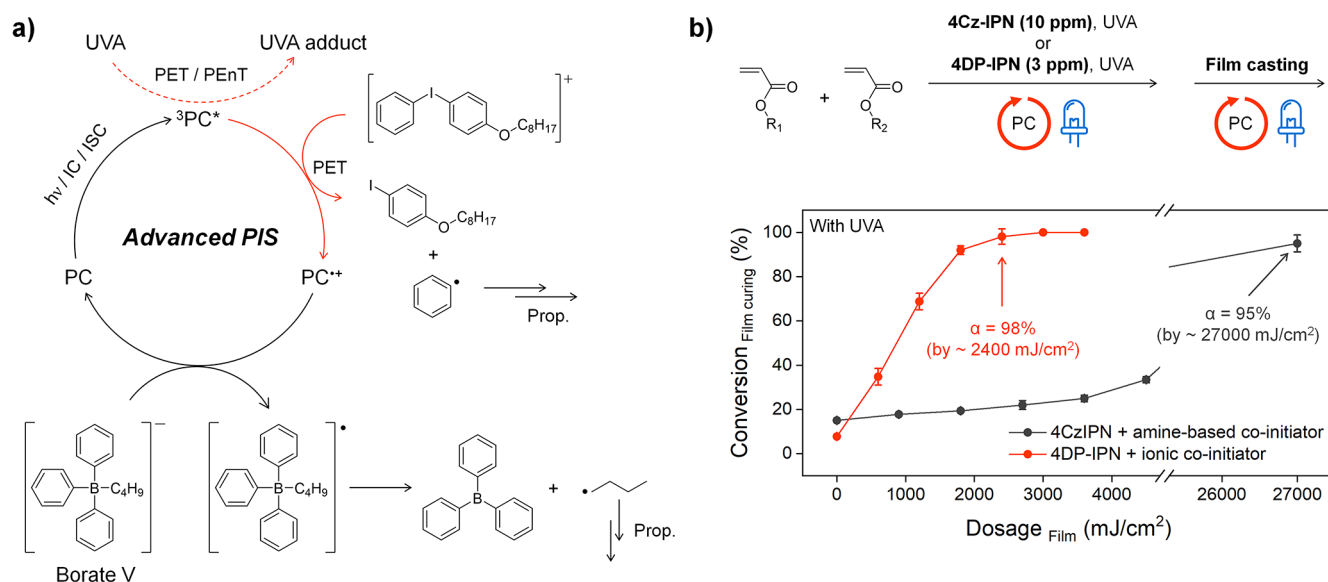 a)
UVA
UVA adduct
PET / PEnT
³PC*
hν / IC / ISC
PET
+
I
O
C₈H₁₇
I
O
C₈H₁₇
+
•
Prop.
Advanced PIS
PC
PC•⁺
−
B
C₄H₉
Borate V
•
B
C₄H₉
B
+
•
Prop.
b)
4Cz-IPN (10 ppm), UVA
or
4DP-IPN (3 ppm), UVA
Film casting
O
O
R₁
+
O
O
R₂
PC
PC
With UVA
Conversion Film curing (%)
100
80
60
40
20
0
α = 98%
(by ~ 2400 mJ/cm²)
α = 95%
(by ~ 27000 mJ/cm²)
4CzIPN + amine-based co-initiator
4DP-IPN + ionic co-initiator
0 1000 2000 3000 4000 26000 27000
Dosage Film (mJ/cm²)